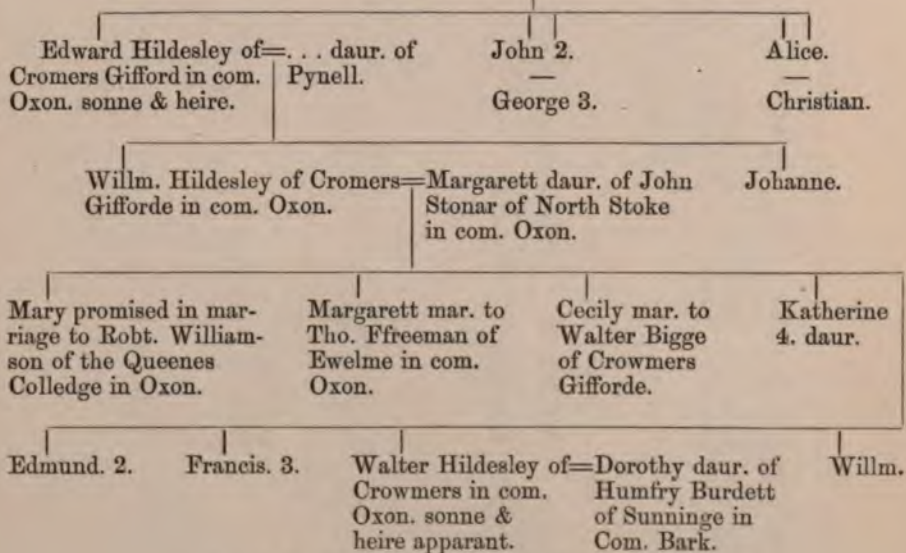 Edward Hildesley of=. . . daur. of
Cromers Gifford in com. Pynell.
Oxon. sonne & heire.
John 2.
—
George 3.
Alice.
—
Christian.
Willm. Hildesley of Cromers=Margarett daur. of John
Gifforde in com. Oxon. Stonar of North Stoke
in com. Oxon.
Johanne.
Mary promised in mar-
riage to Robt. William-
son of the Queenes
Colledge in Oxon.
Margarett mar. to
Tho. Ffreeman of
Ewelme in com.
Oxon.
Cecily mar. to
Walter Bigge
of Crowmers
Gifforde.
Katherine
4. daur.
Edmund. 2.
Francis. 3.
Walter Hildesley of=Dorothy daur. of
Crowmers in com. Humfry Burdett
Oxon. sonne & of Sunninge in
heire apparant. Com. Bark.
Willm.